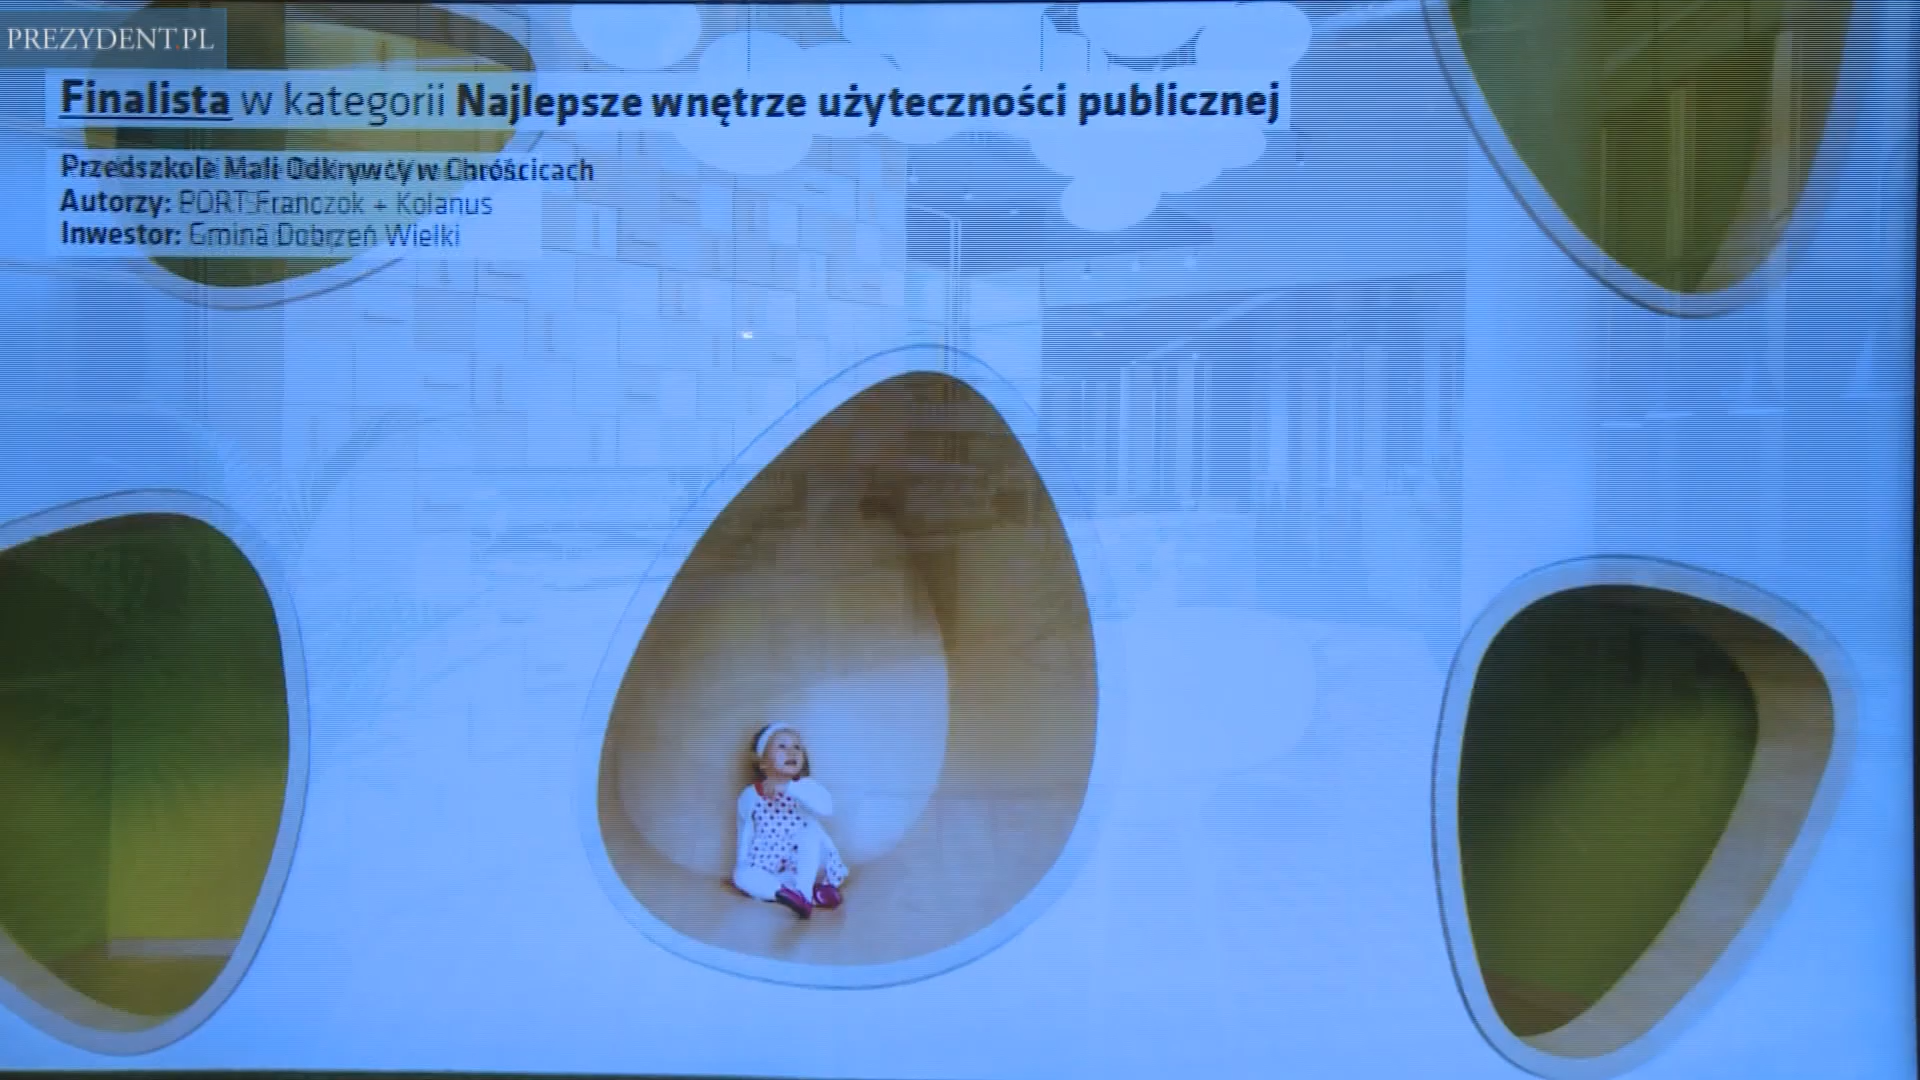 PREZYDENT.PL
Finalista w kategorii Najlepsze wnętrze użyteczności publicznej
Przedszkole Mali Odkrywcy w Chróścicach
Autorzy: PORT Franczok + Kolanus
Inwestor: Gmina Dobrzeń Wielki